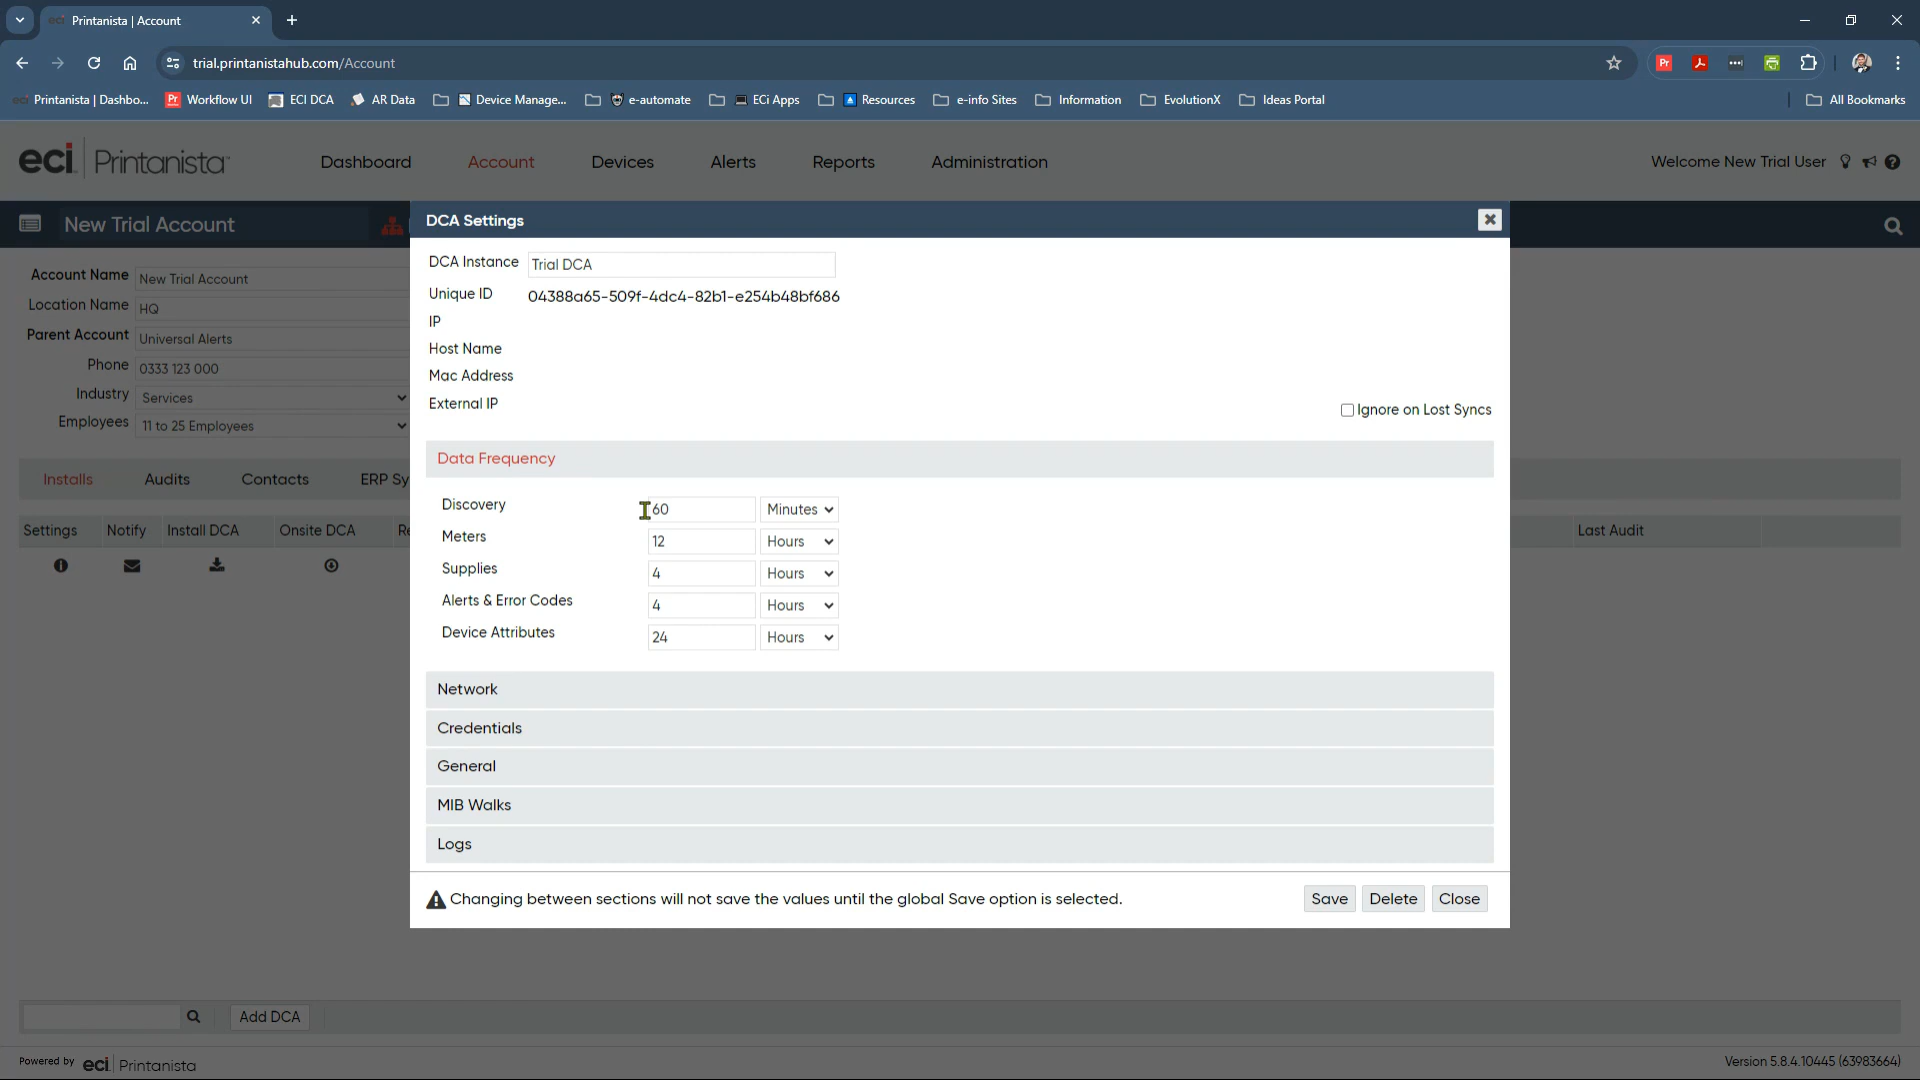 eci Printanista | Account
trial.printanistahub.com/Account
Printanista | Dashbo... Workflow UI ECI DCA AR Data Device Manage... e-automate ECi Apps Resources e-info Sites Information EvolutionX Ideas Portal All Bookmarks
eci Printanista Dashboard Account Devices Alerts Reports Administration Welcome New Trial User
New Trial Account
DCA Settings
Account Name New Trial Account
Location Name HQ
Parent Account Universal Alerts
Phone 0333 123 000
Industry Services
Employees 11 to 25 Employees
Installs Audits Contacts ERP Sy
Settings Notify Install DCA Onsite DCA Re Last Audit
DCA Instance Trial DCA
Unique ID 04388a65-509f-4dc4-82b1-e254b48bf686
IP
Host Name
Mac Address
External IP
Ignore on Lost Syncs
Data Frequency
Discovery 60 Minutes
Meters 12 Hours
Supplies 4 Hours
Alerts & Error Codes 4 Hours
Device Attributes 24 Hours
Network
Credentials
General
MIB Walks
Logs
Changing between sections will not save the values until the global Save option is selected. Save Delete Close
Add DCA
Powered by eci Printanista Version 5.8.4.10445 (63983664)